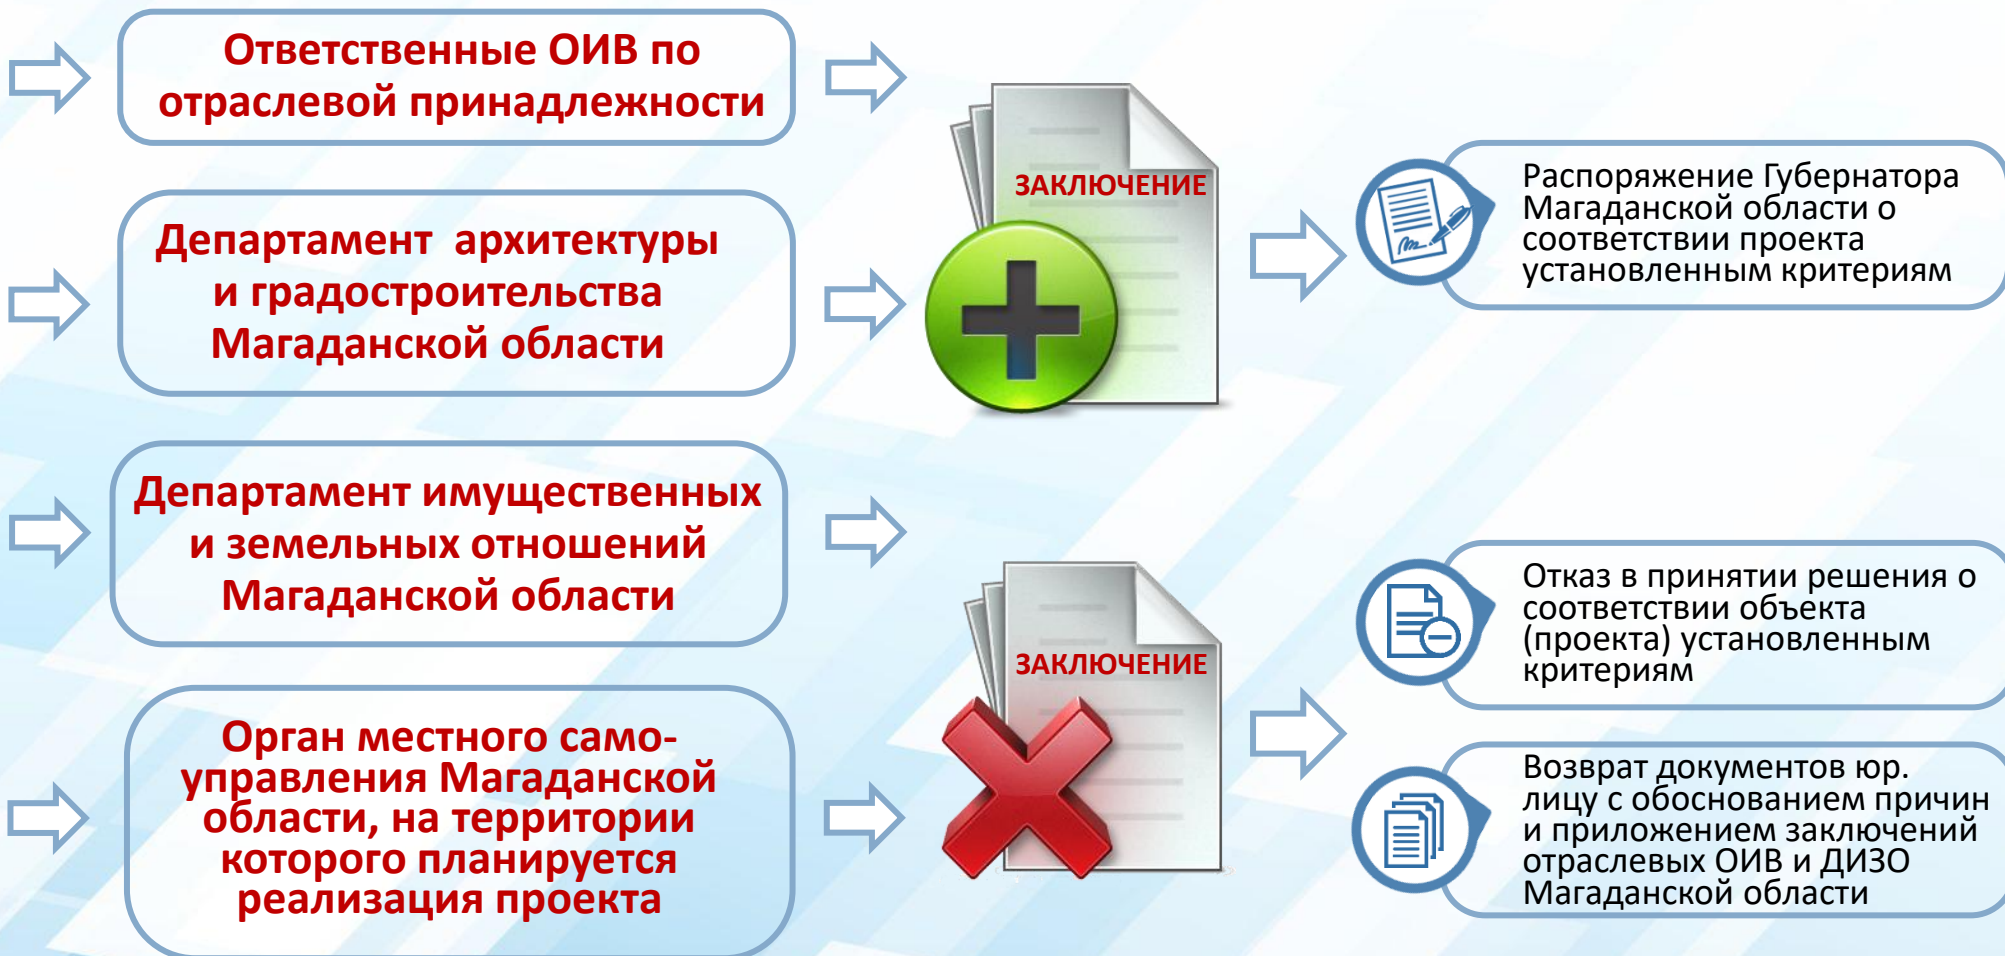 Ответственные ОИВ по
отраслевой принадлежности
Департамент архитектуры
и градостроительства
Магаданской области
Департамент имущественных
и земельных отношений
Магаданской области
Орган местного само-
управления Магаданской
области, на территории
которого планируется
реализация проекта
ЗАКЛЮЧЕНИЕ
ЗАКЛЮЧЕНИЕ
Распоряжение Губернатора
Магаданской области о
соответствии проекта
установленным критериям
Отказ в принятии решения о
соответствии объекта
(проекта) установленным
критериям
Возврат документов юр.
лицу с обоснованием причин
и приложением заключений
отраслевых ОИВ и ДИЗО
Магаданской области